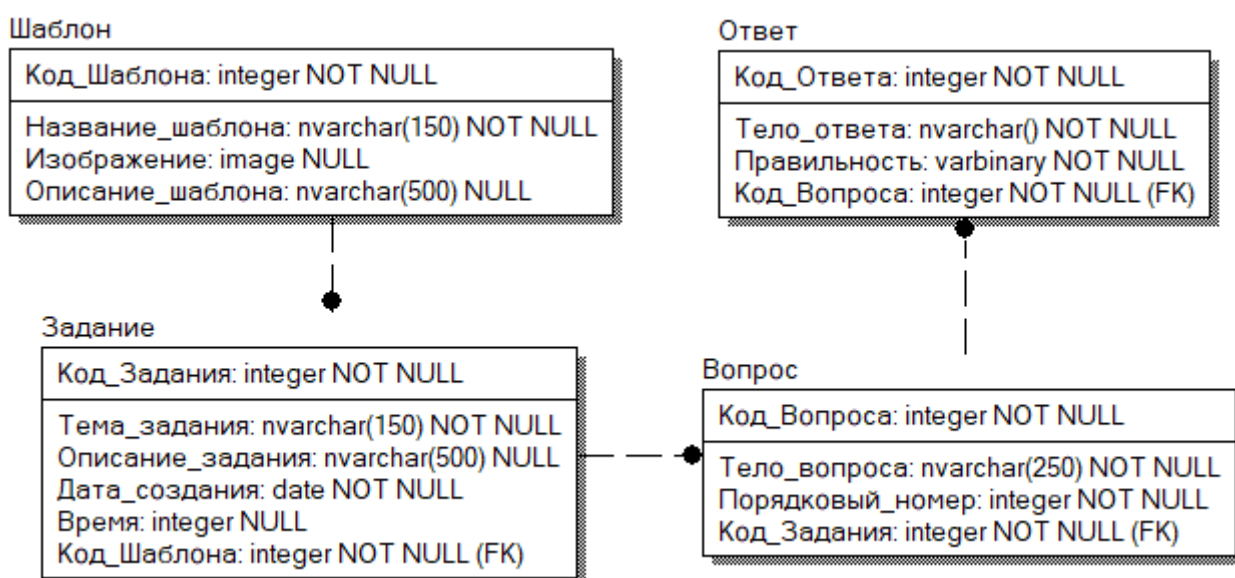 Шаблон
Код_Шаблона: integer NOT NULL
Название_шаблона: nvarchar(150) NOT NULL
Изображение: image NULL
Описание_шаблона: nvarchar(500) NULL
Ответ
Код_Ответа: integer NOT NULL
Тело_ответа: nvarchar() NOT NULL
Правильность: varbinary NOT NULL
Код_Вопроса: integer NOT NULL (FK)
Задание
Код_Задания: integer NOT NULL
Тема_задания: nvarchar(150) NOT NULL
Описание_задания: nvarchar(500) NULL
Дата_создания: date NOT NULL
Время: integer NULL
Код_Шаблона: integer NOT NULL (FK)
Вопрос
Код_Вопроса: integer NOT NULL
Тело_вопроса: nvarchar(250) NOT NULL
Порядковый_номер: integer NOT NULL
Код_Задания: integer NOT NULL (FK)